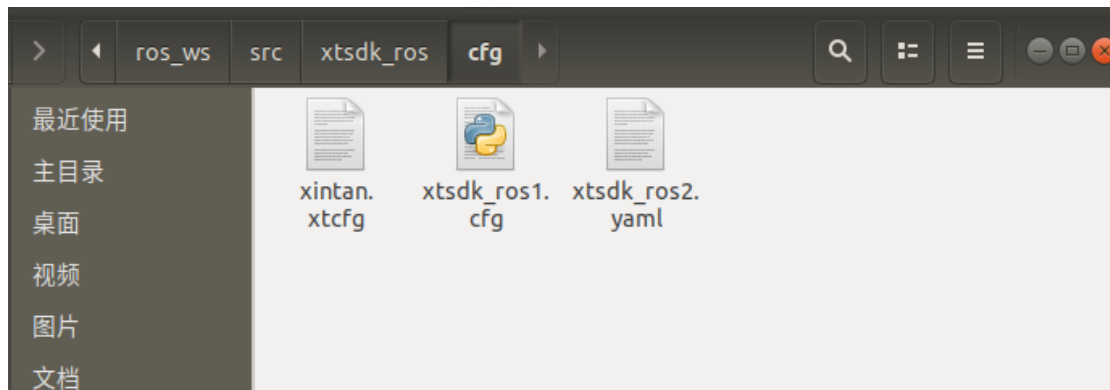 ros_ws src xtsdk_ros cfg
最近使用
主目录
桌面
视频
图片
文档
xintan.
xtcfg
xtsdk_ros1.
cfg
xtsdk_ros2.
yaml